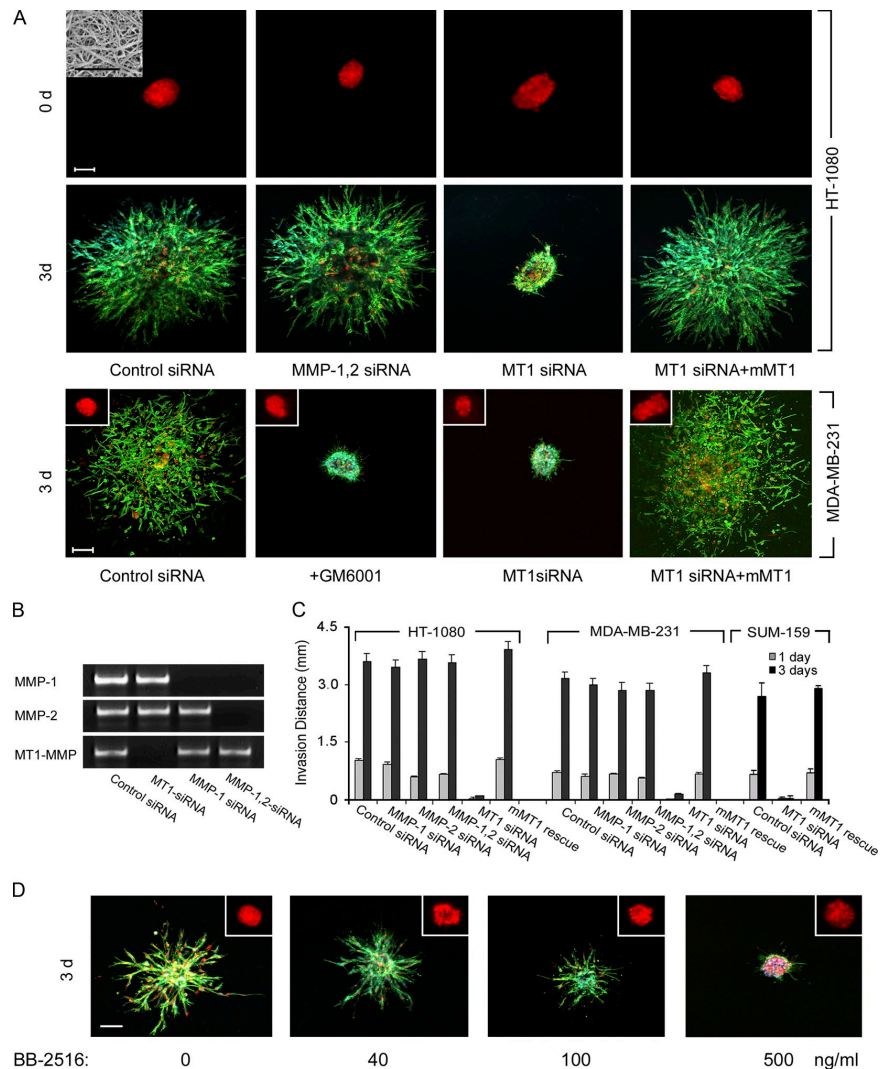 A
0 d
HT-1080
3d
Control siRNA
MMP-1,2 siRNA
MT1 siRNA
MT1 siRNA+mMT1
3 d
MDA-MB-231
Control siRNA
+GM6001
MT1siRNA
MT1 siRNA+mMT1
B
MMP-1
MMP-2
MT1-MMP
Control siRNA
MT1-siRNA
MMP-1 siRNA
MMP-1,2-siRNA
C
Invasion Distance (mm)
4.5
3.0
1.5
0
HT-1080
MDA-MB-231
SUM-159
1 day
3 days
Control siRNA
MMP-1 siRNA
MMP-2 siRNA
MMP-1,2 siRNA
MT1 siRNA
mMT1 rescue
Control siRNA
MMP-1 siRNA
MMP-2 siRNA
MMP-1,2 siRNA
MT1 siRNA
mMT1 rescue
Control siRNA
MT1 siRNA
mMT1 rescue
D
3 d
BB-2516: 0 40 100 500 ng/ml